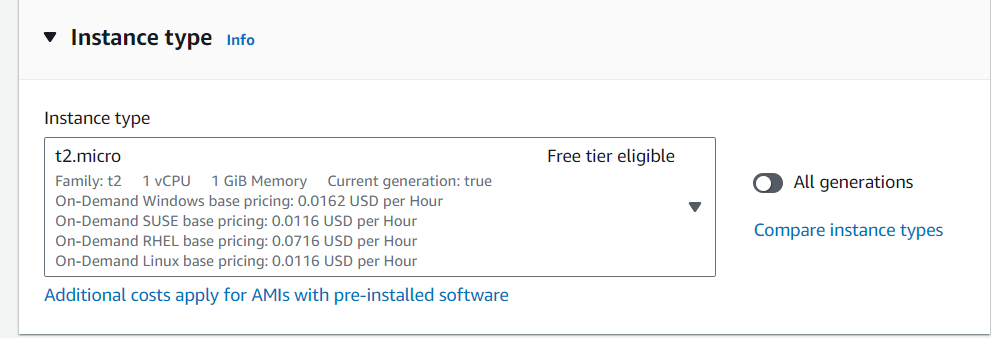 Instance type Info
Instance type
t2.micro Free tier eligible
Family: t2 1 vCPU 1 GiB Memory Current generation: true
On-Demand Windows base pricing: 0.0162 USD per Hour
On-Demand SUSE base pricing: 0.0116 USD per Hour
On-Demand RHEL base pricing: 0.0716 USD per Hour
On-Demand Linux base pricing: 0.0116 USD per Hour
All generations
Compare instance types
Additional costs apply for AMIs with pre-installed software